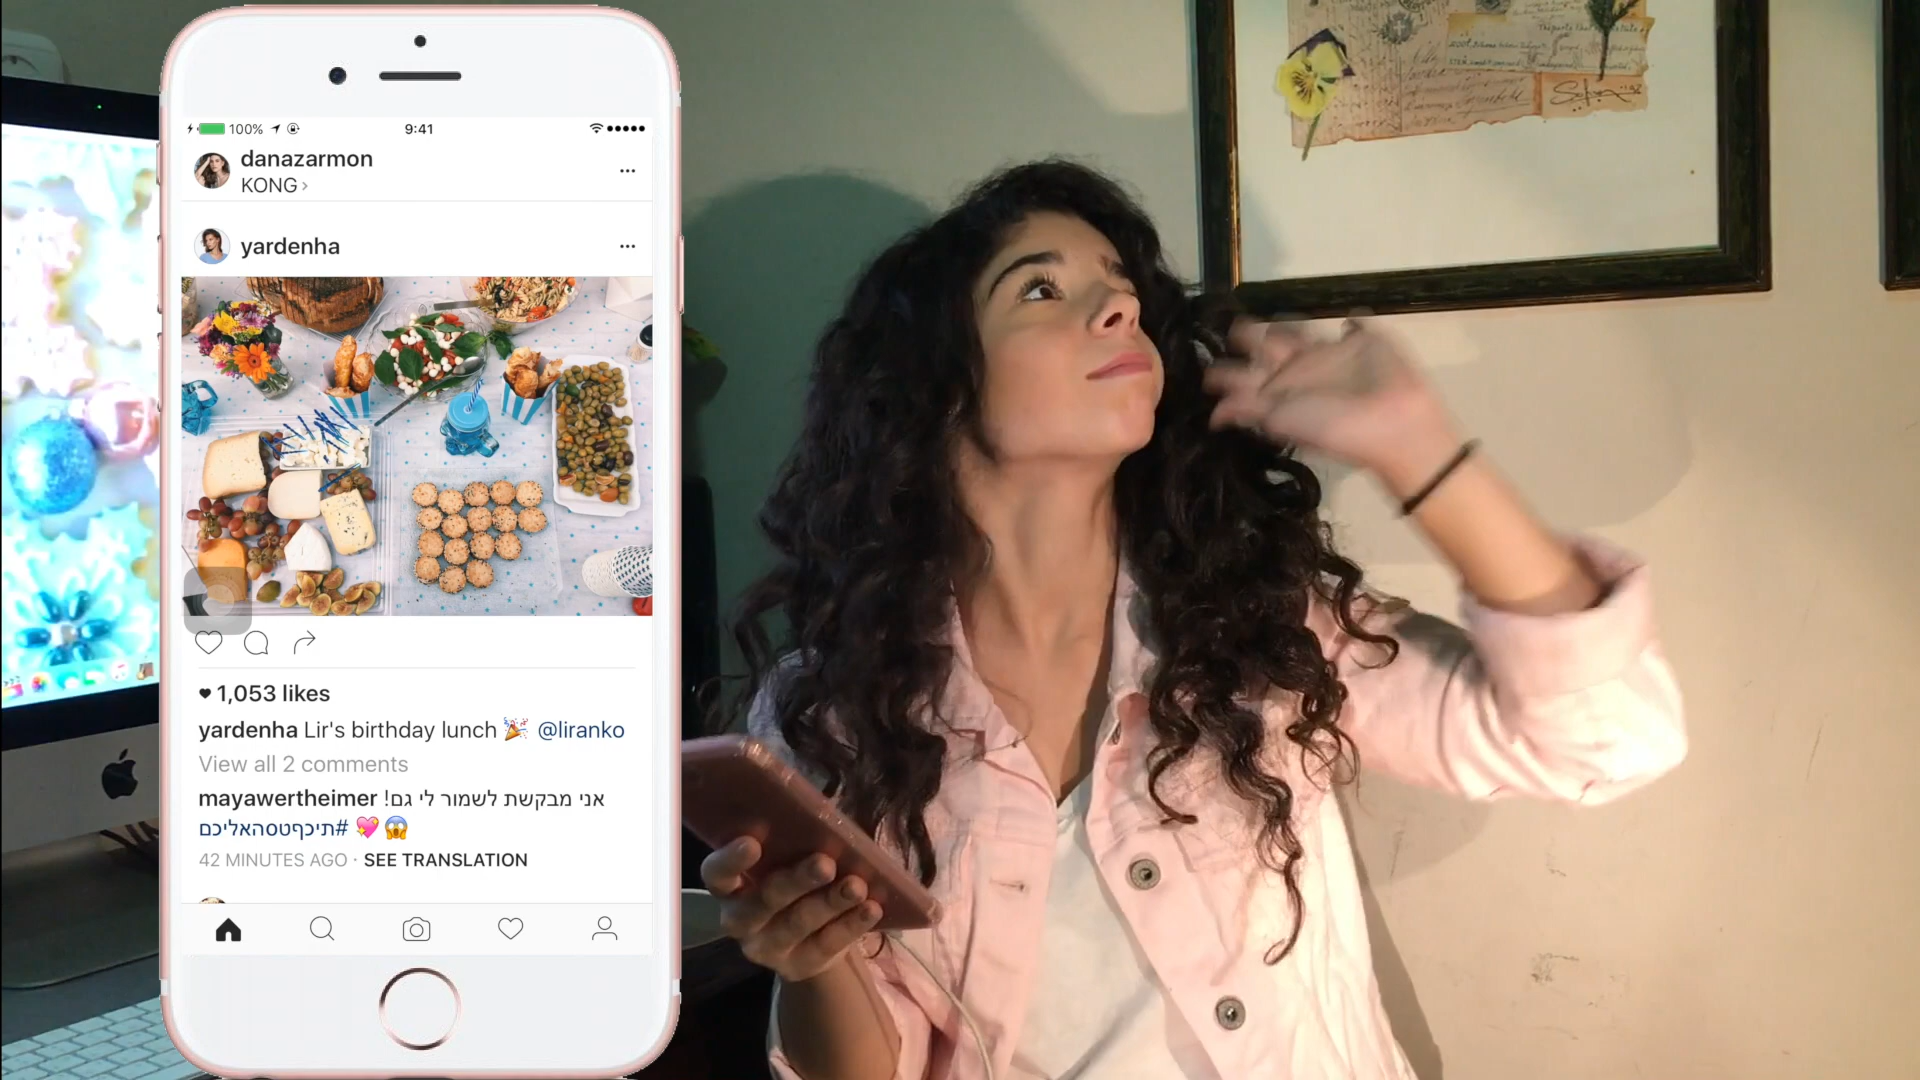 100%
9:41
danazarmon
KONG >
yardenha
1,053 likes
yardenha Lir's birthday lunch 🎉 @liranko
View all 2 comments
mayawertheimer אני מבקשת לשמור לי גם!
#תיכףטסהאליכם 💖 😱
42 MINUTES AGO · SEE TRANSLATION